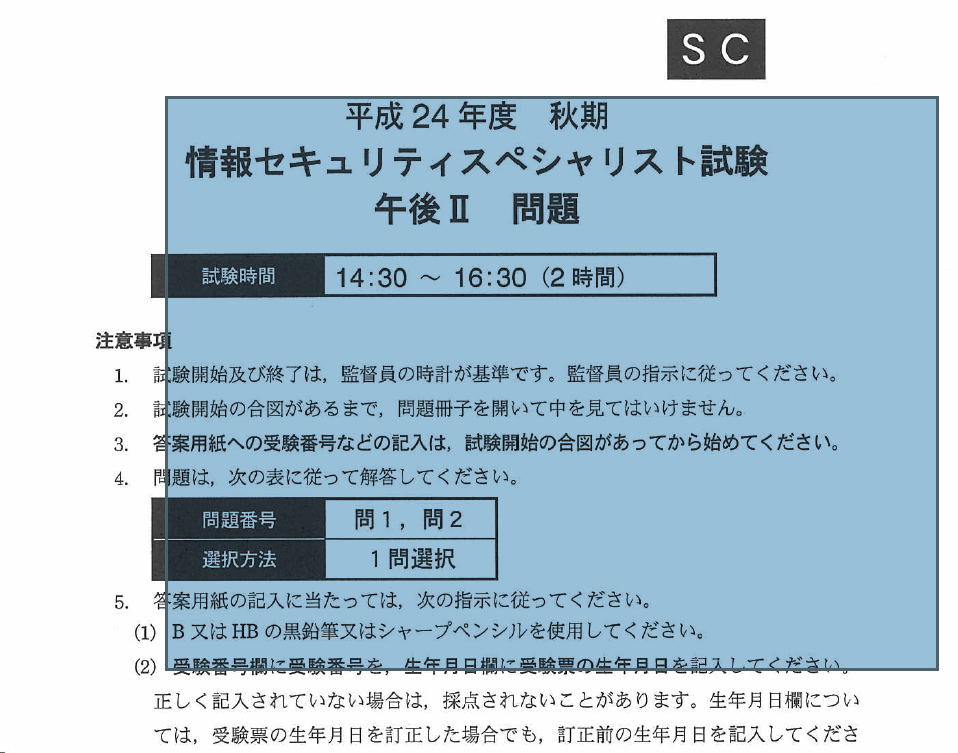 SC
平成24年度 秋期
情報セキュリティスペシャリスト試験
午後Ⅱ 問題
試験時間 14:30 ～ 16:30 (2時間)
注意事項
1. 試験開始及び終了は,監督員の時計が基準です。監督員の指示に従ってください。
2. 試験開始の合図があるまで,問題冊子を開いて中を見てはいけません。
3. 答案用紙への受験番号などの記入は,試験開始の合図があってから始めてください。
4. 問題は,次の表に従って解答してください。
問題番号 問1,問2
選択方法 1問選択
5. 答案用紙の記入に当たっては,次の指示に従ってください。
(1) B又はHBの黒鉛筆又はシャープペンシルを使用してください。
(2) 受験番号欄に受験番号を,生年月日欄に受験票の生年月日を記入してください。
正しく記入されていない場合は,採点されないことがあります。生年月日欄につい
ては,受験票の生年月日を訂正した場合でも,訂正前の生年月日を記入してくださ